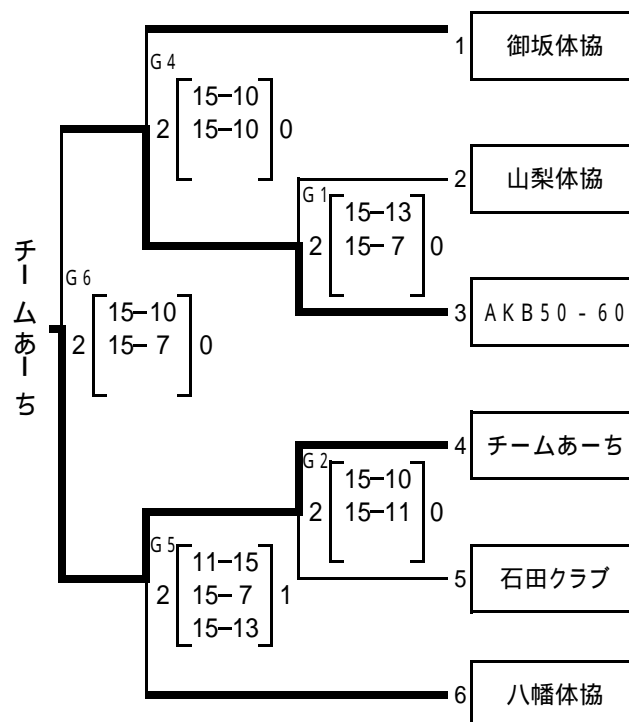 1 御坂体協
G4
15-10
2 15-10 0
2 山梨体協
G1
15-13
2 15- 7 0
3 AKB50-60
チームあーち
G6
15-10
2 15- 7 0
4 チームあーち
G2
15-10
2 15-11 0
5 石田クラブ
G5
11-15
2 15- 7 1
15-13
6 八幡体協